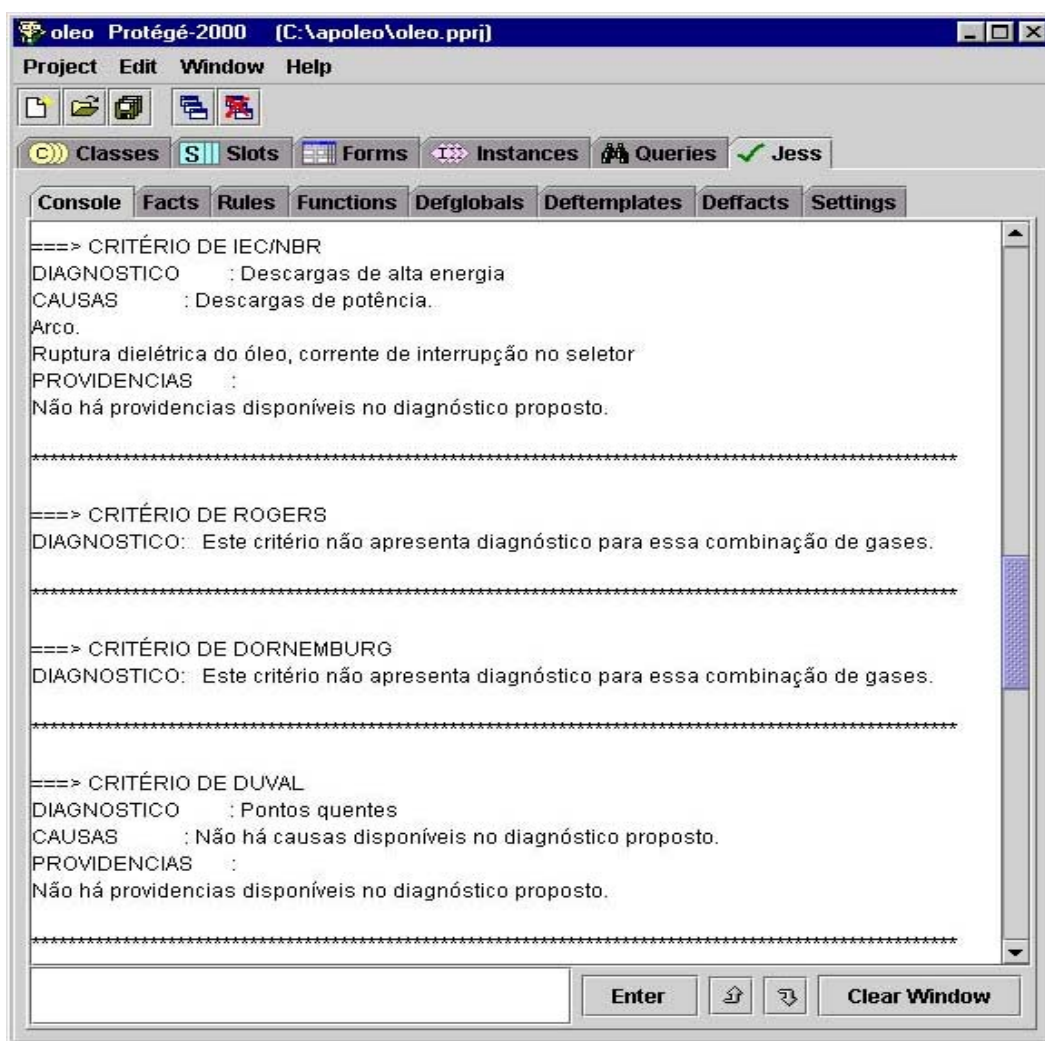 oleo Protégé-2000 (C:\apoleo\oleo.pprj)
Project Edit Window Help
C Classes S Slots Forms I Instances Queries Jess
Console Facts Rules Functions Defglobals Deftemplates Deffacts Settings
===> CRITÉRIO DE IEC/NBR
DIAGNOSTICO : Descargas de alta energia
CAUSAS : Descargas de potência.
Arco.
Ruptura dielétrica do óleo, corrente de interrupção no seletor
PROVIDENCIAS :
Não há providencias disponíveis no diagnóstico proposto.
*****************************************************************************************
===> CRITÉRIO DE ROGERS
DIAGNOSTICO: Este critério não apresenta diagnóstico para essa combinação de gases.
*****************************************************************************************
===> CRITÉRIO DE DORNEMBURG
DIAGNOSTICO: Este critério não apresenta diagnóstico para essa combinação de gases.
*****************************************************************************************
===> CRITÉRIO DE DUVAL
DIAGNOSTICO : Pontos quentes
CAUSAS : Não há causas disponíveis no diagnóstico proposto.
PROVIDENCIAS :
Não há providencias disponíveis no diagnóstico proposto.
*****************************************************************************************
Enter Clear Window